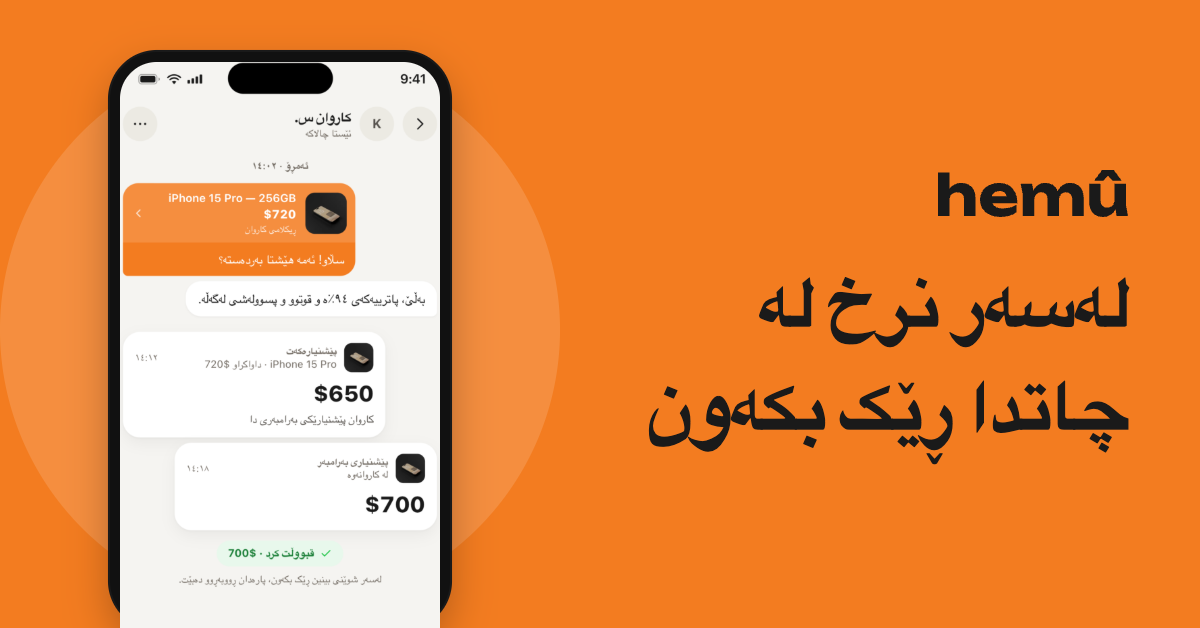 hemû
لەسەر نرخ لە
چاتدا ڕێک بکەون
9:41
کاروان س.
K
ئێستا چالاکە
ئەمڕۆ · ١٤:٠٢
iPhone 15 Pro — 256GB
$720
ڕیکلامی کاروان
سڵاو! ئەمە هێشتا بەردەستە؟
بەڵێ، پاترییەکەی ٩٤٪ە و قوتوو و پسوولەشی لەگەڵە.
پێشنیارەکەت
١٤:١٢
iPhone 15 Pro · داواکراو $720
$650
کاروان پێشنیارێکی بەرامبەری دا
پێشنیاری بەرامبەر
١٤:١٨
لە کاروانەوە
$700
قبووڵت کرد · $700
لەسەر شوێنی بینین ڕێک بکەون، پارەدان ڕووبەڕوو دەبێت.